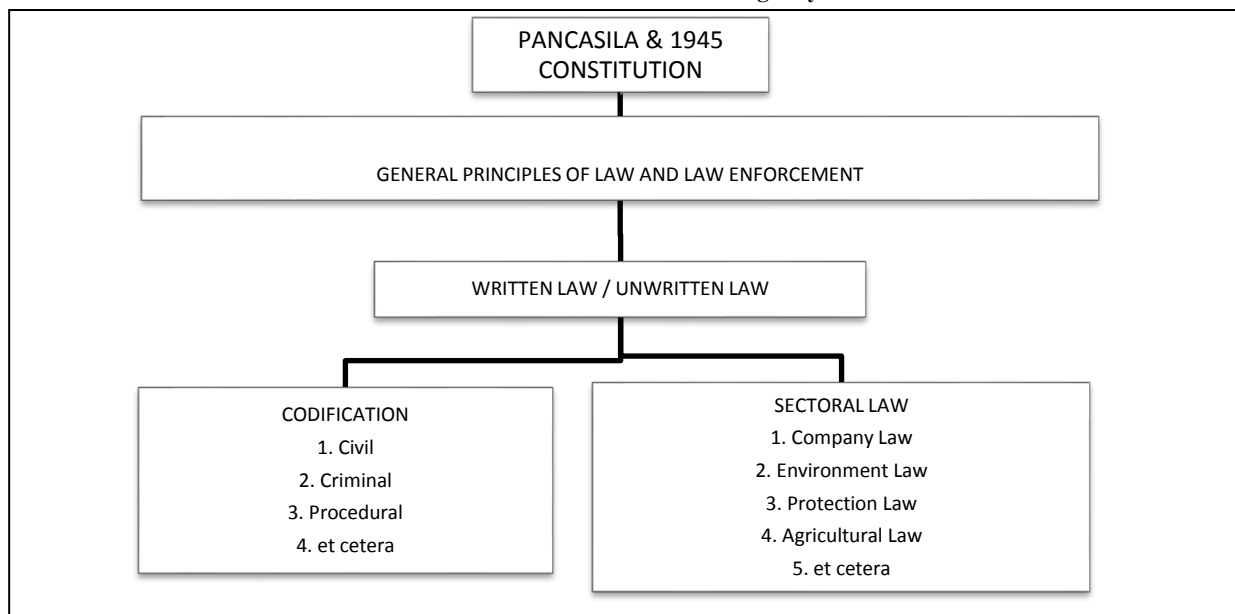 PANCASILA & 1945
CONSTITUTION
GENERAL PRINCIPLES OF LAW AND LAW ENFORCEMENT
WRITTEN LAW / UNWRITTEN LAW
CODIFICATION
1. Civil
2. Criminal
3. Procedural
4. et cetera
SECTORAL LAW
1. Company Law
2. Environment Law
3. Protection Law
4. Agricultural Law
5. et cetera